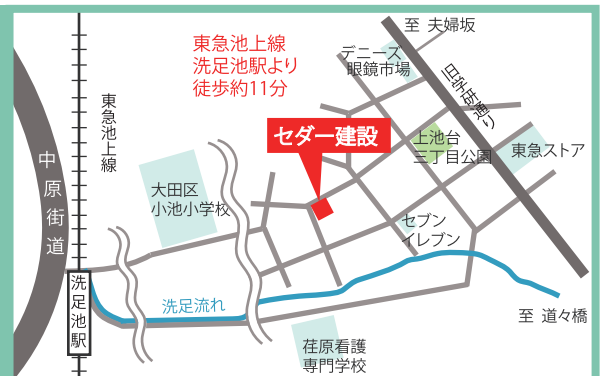 至 夫婦坂
東急池上線
洗足池駅より
徒歩約11分
デニーズ
眼鏡市場
旧学研通り
東急池上線
セダー建設
上池台
三丁目公園
東急ストア
中原街道
大田区
小池小学校
セブン
イレブン
洗足池駅
洗足流れ
至 道々橋
荏原看護
専門学校